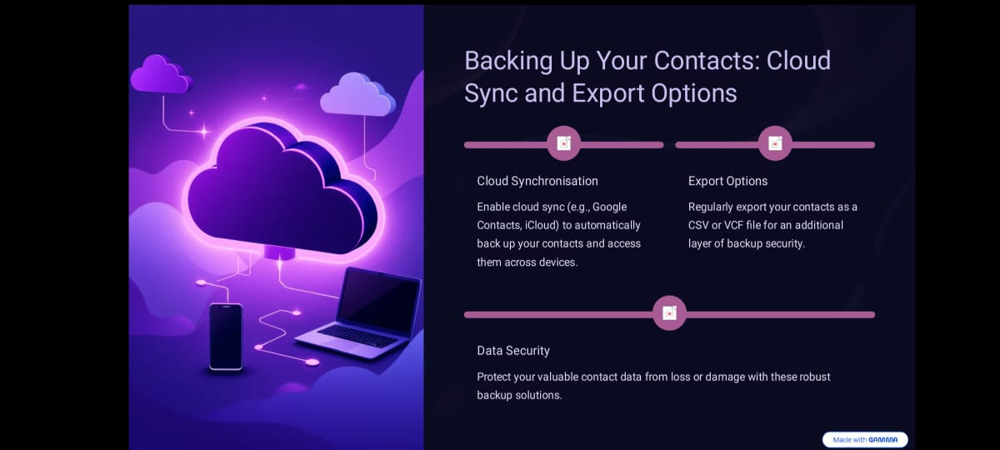 Backing Up Your Contacts: Cloud
Sync and Export Options
Cloud Synchronisation
Enable cloud sync (e.g., Google
Contacts, iCloud) to automatically
back up your contacts and access
them across devices.
Export Options
Regularly export your contacts as a
CSV or VCF file for an additional
layer of backup security.
Data Security
Protect your valuable contact data from loss or damage with these robust
backup solutions.
Made with GAMMA